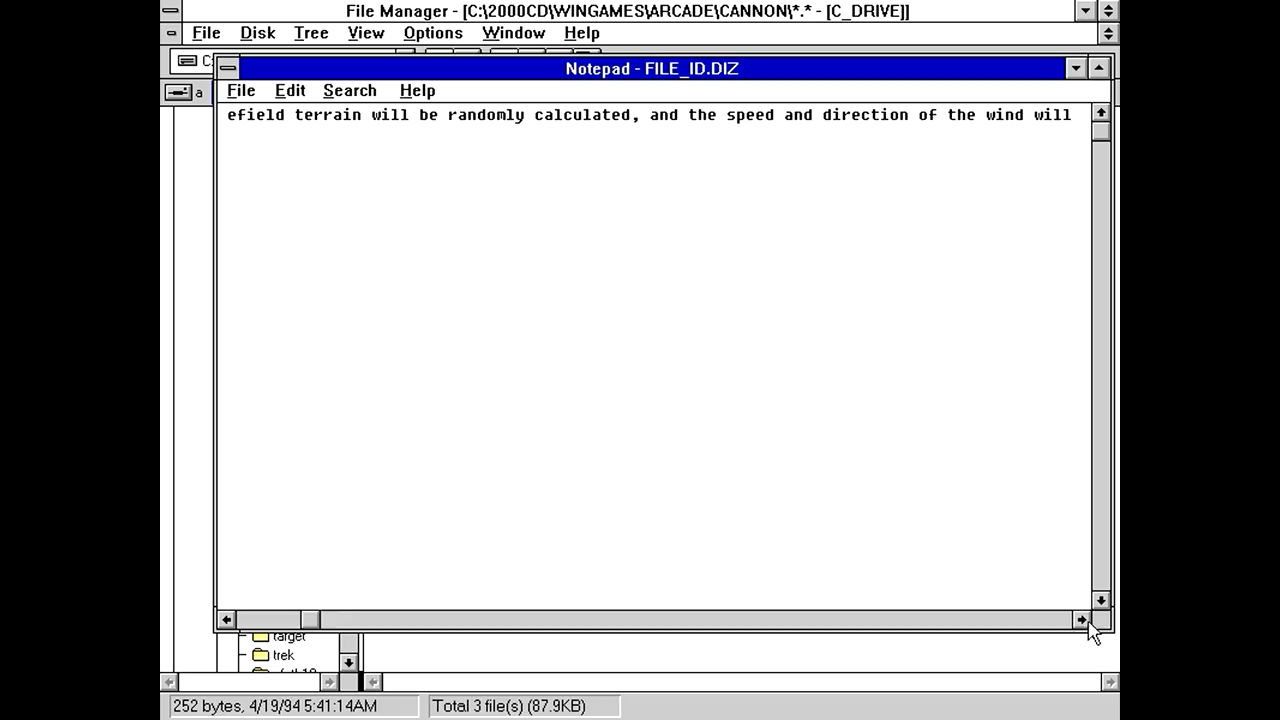 File Manager - [C:\2000CD\WINGAMES\ARCADE\CANNON\*.* - [C_DRIVE]]
File Disk Tree View Options Window Help
C:
Notepad - FILE_ID.DIZ
a
File Edit Search Help
efield terrain will be randomly calculated, and the speed and direction of the wind will
target
trek
252 bytes, 4/19/94 5:41:14AM
Total 3 file(s) (87.9KB)